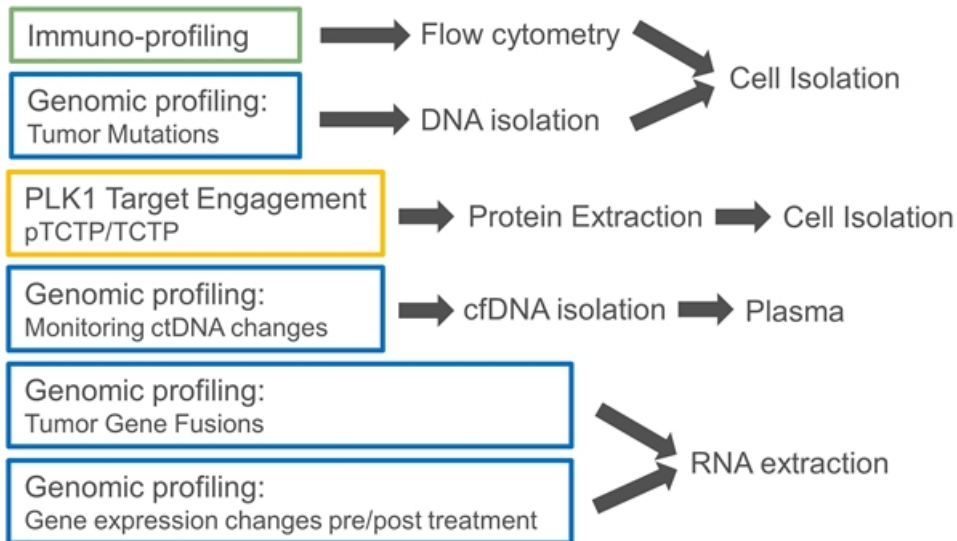 Immuno-profiling
Flow cytometry
Cell Isolation
Genomic profiling:
Tumor Mutations
DNA isolation
PLK1 Target Engagement
pTCTP/TCTP
Protein Extraction
Cell Isolation
Genomic profiling:
Monitoring ctDNA changes
cfDNA isolation
Plasma
Genomic profiling:
Tumor Gene Fusions
RNA extraction
Genomic profiling:
Gene expression changes pre/post treatment